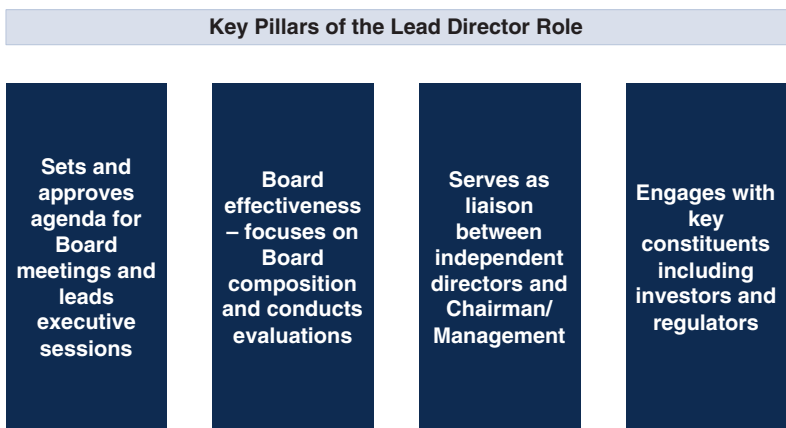 Key Pillars of the Lead Director Role
Sets and
approves
agenda for
Board
meetings and
leads
executive
sessions
Board
effectiveness
– focuses on
Board
composition
and conducts
evaluations
Serves as
liaison
between
independent
directors and
Chairman/
Management
Engages with
key
constituents
including
investors and
regulators